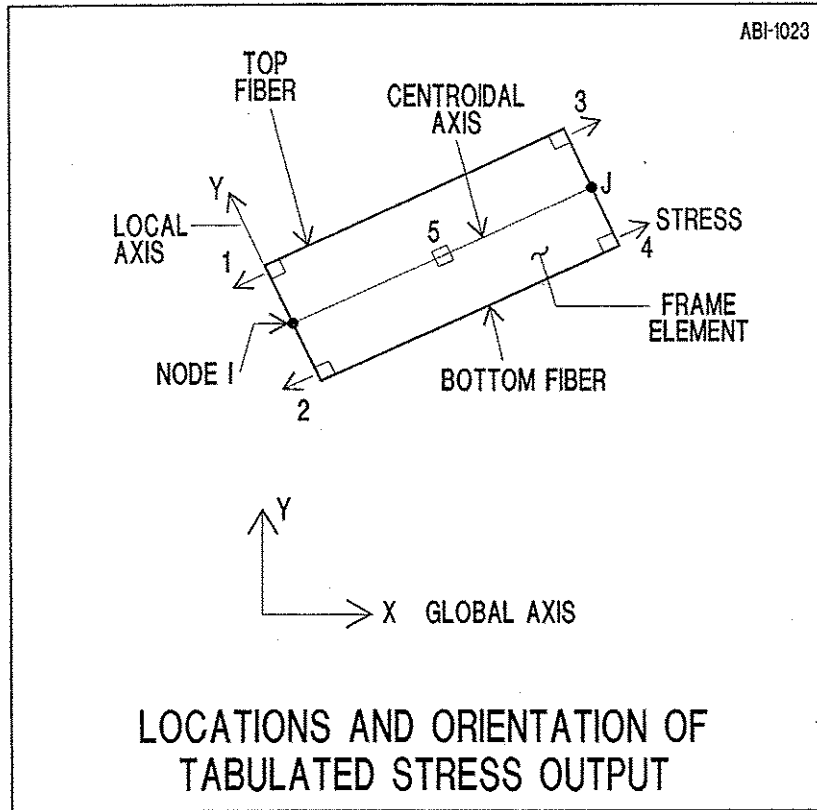 ABI-1023
TOP
FIBER
CENTROIDAL
AXIS
3
Y
J
LOCAL
AXIS
1
5
STRESS
4
NODE I
FRAME
ELEMENT
BOTTOM FIBER
2
Y
X GLOBAL AXIS
LOCATIONS AND ORIENTATION OF
TABULATED STRESS OUTPUT